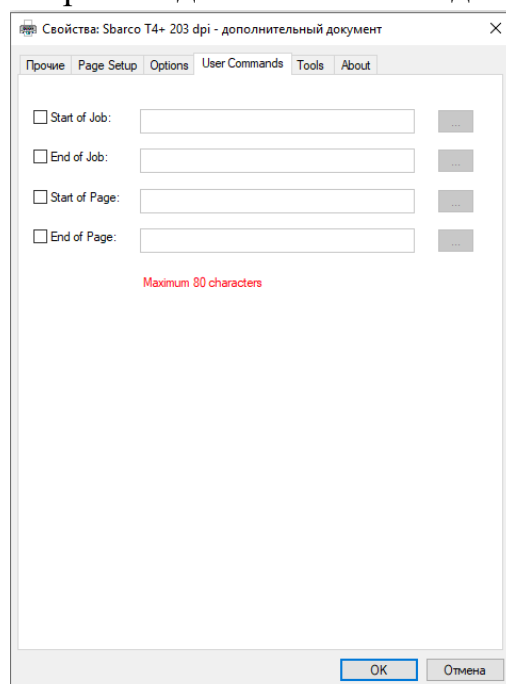 Свойства: Sbarco T4+ 203 dpi - дополнительный документ
Прочие Page Setup Options User Commands Tools About
Start of Job: ...
End of Job: ...
Start of Page: ...
End of Page: ...
Maximum 80 characters
OK Отмена